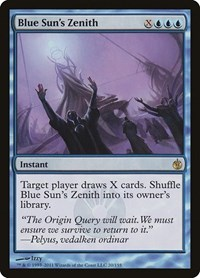 Blue Sun's Zenith X
Instant
Target player draws X cards. Shuffle
Blue Sun's Zenith into its owner's
library.
"The Origin Query will wait. We must
ensure we survive to return to it."
—Pelyus, vedalken ordinar
Izzy